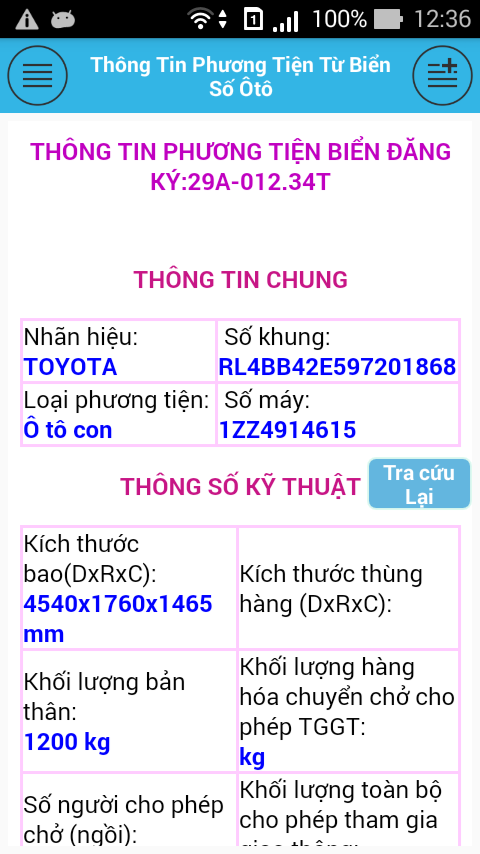 1
100%
12:36
Thông Tin Phương Tiện Từ Biển
Số Ôtô
THÔNG TIN PHƯƠNG TIỆN BIỂN ĐĂNG
KÝ:29A-012.34T
THÔNG TIN CHUNG
Nhãn hiệu:
TOYOTA
Số khung:
RL4BB42E597201868
Loại phương tiện:
Ô tô con
Số máy:
1ZZ4914615
THÔNG SỐ KỸ THUẬT
Tra cứu
Lại
Kích thước
bao(DxRxC):
4540x1760x1465
mm
Kích thước thùng
hàng (DxRxC):
Khối lượng bản
thân:
1200 kg
Khối lượng hàng
hóa chuyển chở cho
phép TGGT:
kg
Số người cho phép
chở (ngồi):
Khối lượng toàn bộ
cho phép tham gia
giao thông: